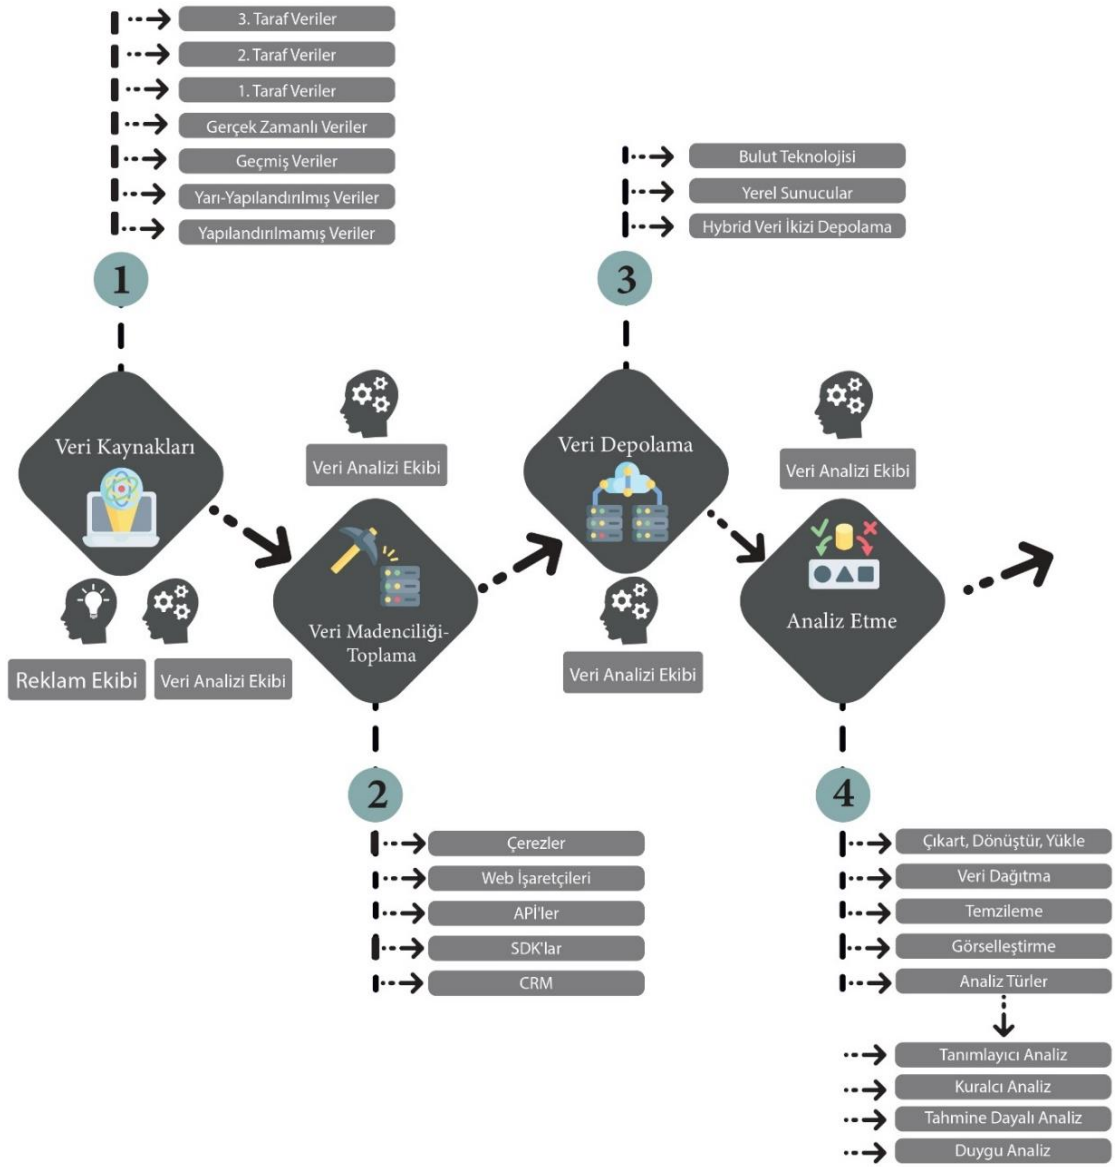 3. Taraf Veriler
2. Taraf Veriler
1. Taraf Veriler
Gerçek Zamanlı Veriler
Geçmiş Veriler
Yarı-Yapılandırılmış Veriler
Yapılandırılmamış Veriler
1
Veri Kaynakları
Reklam Ekibi
Veri Analizi Ekibi
Veri Analizi Ekibi
Veri Madenciliği-
Toplama
2
Çerezler
Web İşaretçileri
APİ'ler
SDK'lar
CRM
Bulut Teknolojisi
Yerel Sunucular
Hybrid Veri İkizi Depolama
3
Veri Depolama
Veri Analizi Ekibi
Veri Analizi Ekibi
Analiz Etme
4
Çıkart, Dönüştür, Yükle
Veri Dağıtma
Temzileme
Görselleştirme
Analiz Türler
Tanımlayıcı Analiz
Kuralcı Analiz
Tahmine Dayalı Analiz
Duygu Analiz